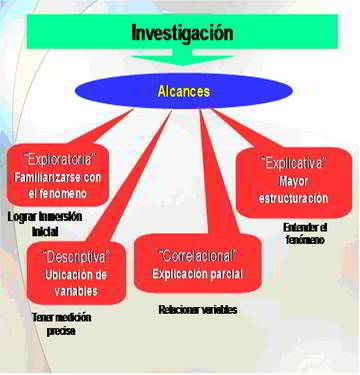 Investigación
Alcances
"Exploratoria"
Familiarizarse con
el fenómeno
Lograr Inmersión
Inicial
"Descriptiva"
Ubicación de
variables
Tener medición
precisa
"Correlacional"
Explicación parcial
Relacionar variables
"Explicativa"
Mayor
estructuración
Entender el
fenómeno